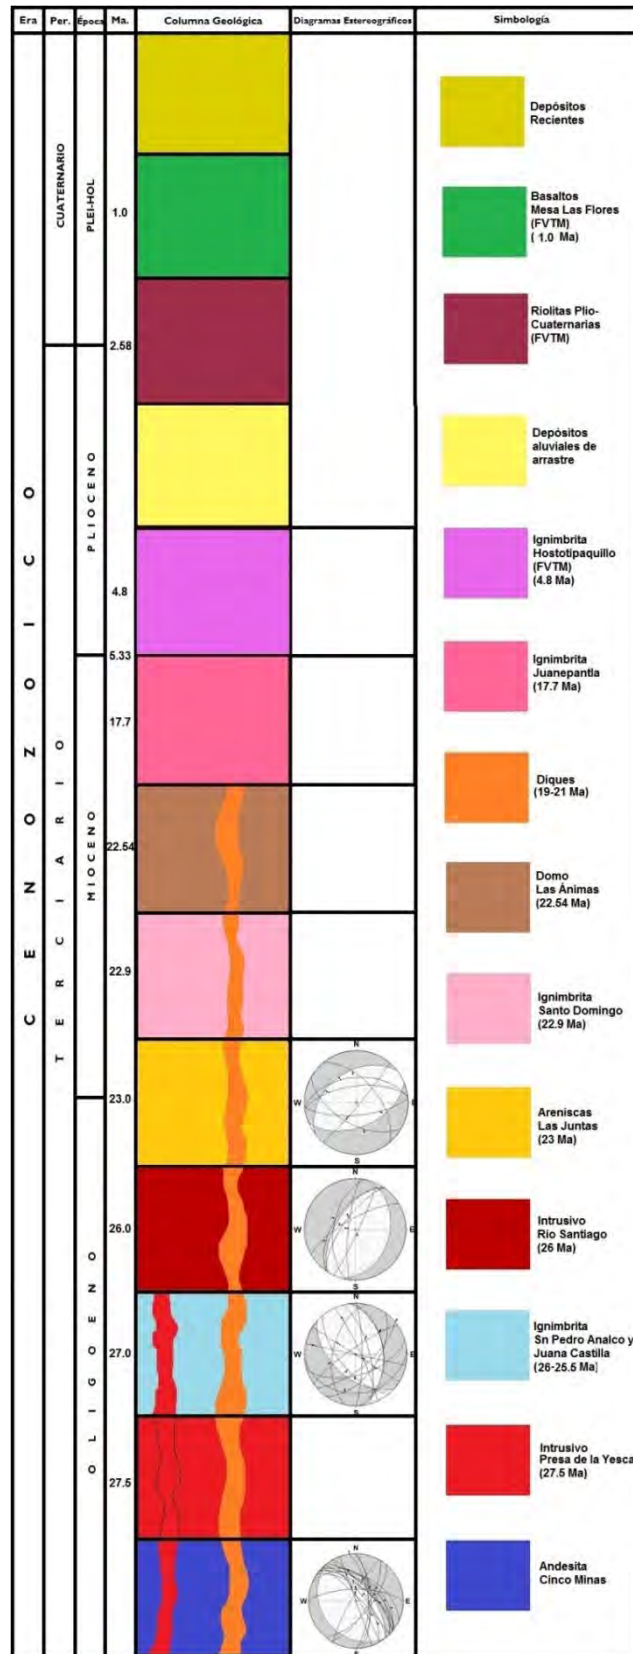 Era Per. Época Ma. Columna Geológica Diagramas Estereográficos Simbología
CENOZOICO
CUATERNARIO
TERCIARIO
PLEI-HOL
PLIOCENO
MIOCENO
OLIGOENO
1.0
2.58
4.8
5.33
17.7
22.54
22.9
23.0
26.0
27.0
27.5
N
W
E
S
N
W
E
S
N
W
E
S
N
W
E
S
Depósitos
Recientes
Basaltos
Mesa Las Flores
(FVTM)
( 1.0 Ma)
Riolitas Plio-
Cuaternarias
(FVTM)
Depósitos
aluviales de
arrastre
Ignimbrita
Hostotipaquillo
(FVTM)
(4.8 Ma)
Ignimbrita
Juanepantla
(17.7 Ma)
Diques
(19-21 Ma)
Domo
Las Ánimas
(22.54 Ma)
Ignimbrita
Santo Domingo
(22.9 Ma)
Areniscas
Las Juntas
(23 Ma)
Intrusivo
Rio Santiago
(26 Ma)
Ignimbrita
Sn Pedro Analco y
Juana Castilla
(26-25.5 Ma)
Intrusivo
Presa de la Yesca
(27.5 Ma)
Andesita
Cinco Minas